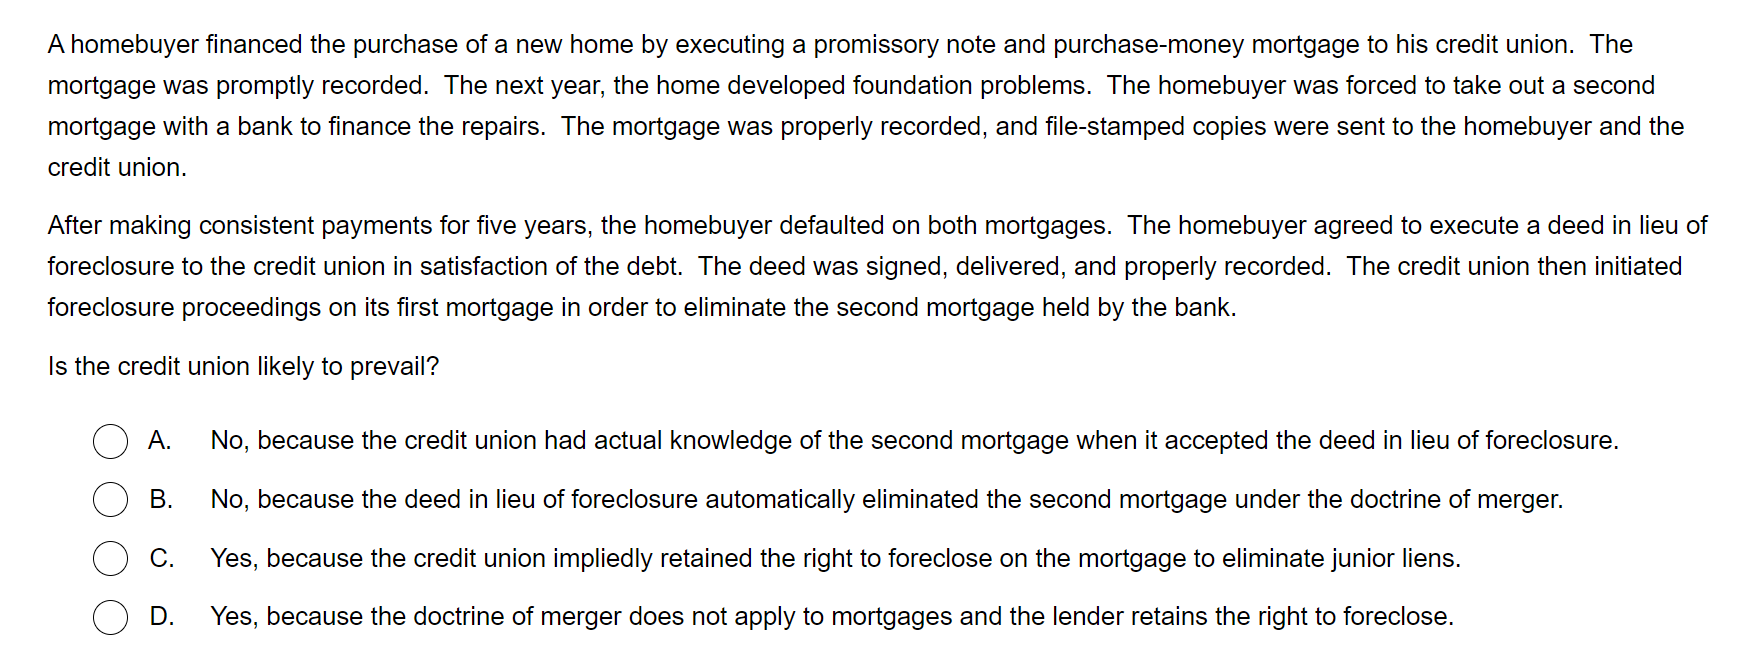 A homebuyer financed the purchase of a new home by executing a promissory note and purchase-money mortgage to his credit union.  The
mortgage was promptly recorded.  The next year, the home developed foundation problems.  The homebuyer was forced to take out a second
mortgage with a bank to finance the repairs.  The mortgage was properly recorded, and file-stamped copies were sent to the homebuyer and the
credit union.
After making consistent payments for five years, the homebuyer defaulted on both mortgages.  The homebuyer agreed to execute a deed in lieu of
foreclosure to the credit union in satisfaction of the debt.  The deed was signed, delivered, and properly recorded.  The credit union then initiated
foreclosure proceedings on its first mortgage in order to eliminate the second mortgage held by the bank.
Is the credit union likely to prevail?
A. No, because the credit union had actual knowledge of the second mortgage when it accepted the deed in lieu of foreclosure.
B. No, because the deed in lieu of foreclosure automatically eliminated the second mortgage under the doctrine of merger.
C. Yes, because the credit union impliedly retained the right to foreclose on the mortgage to eliminate junior liens.
D. Yes, because the doctrine of merger does not apply to mortgages and the lender retains the right to foreclose.